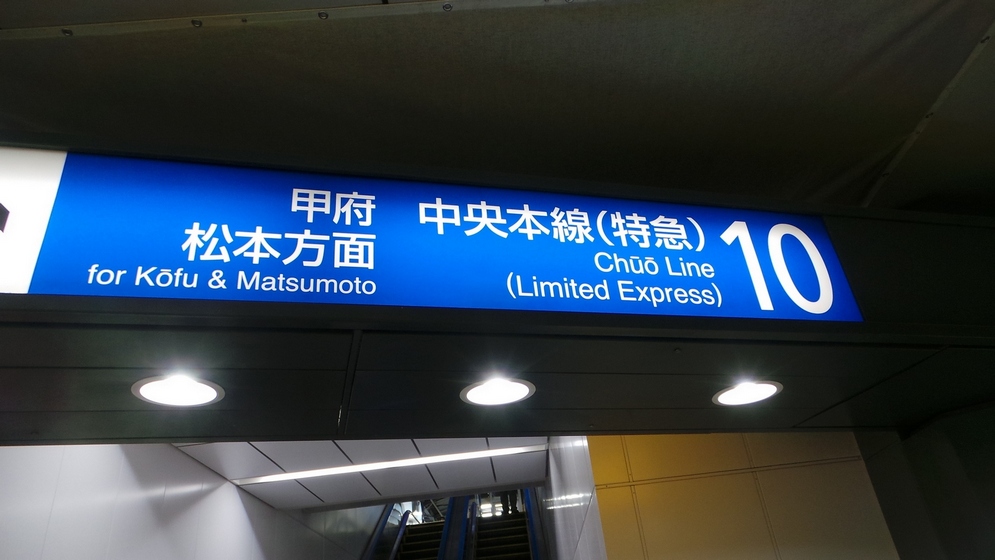 甲府
松本方面
for Kōfu & Matsumoto
中央本線(特急)
Chūō Line
(Limited Express)
10